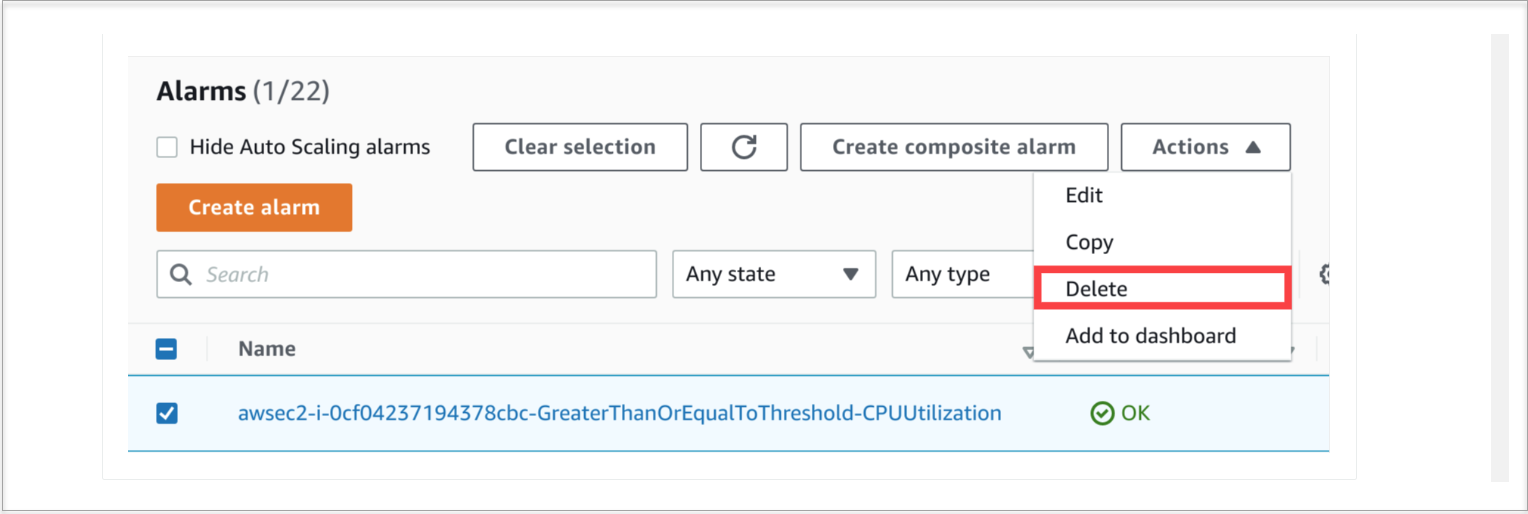 Alarms (1/22)
Hide Auto Scaling alarms
Clear selection
Create composite alarm
Actions
Create alarm
Edit
Copy
Delete
Add to dashboard
Search
Any state
Any type
Name
awsec2-i-0cf04237194378cbc-GreaterThanOrEqualToThreshold-CPUUtilization
OK